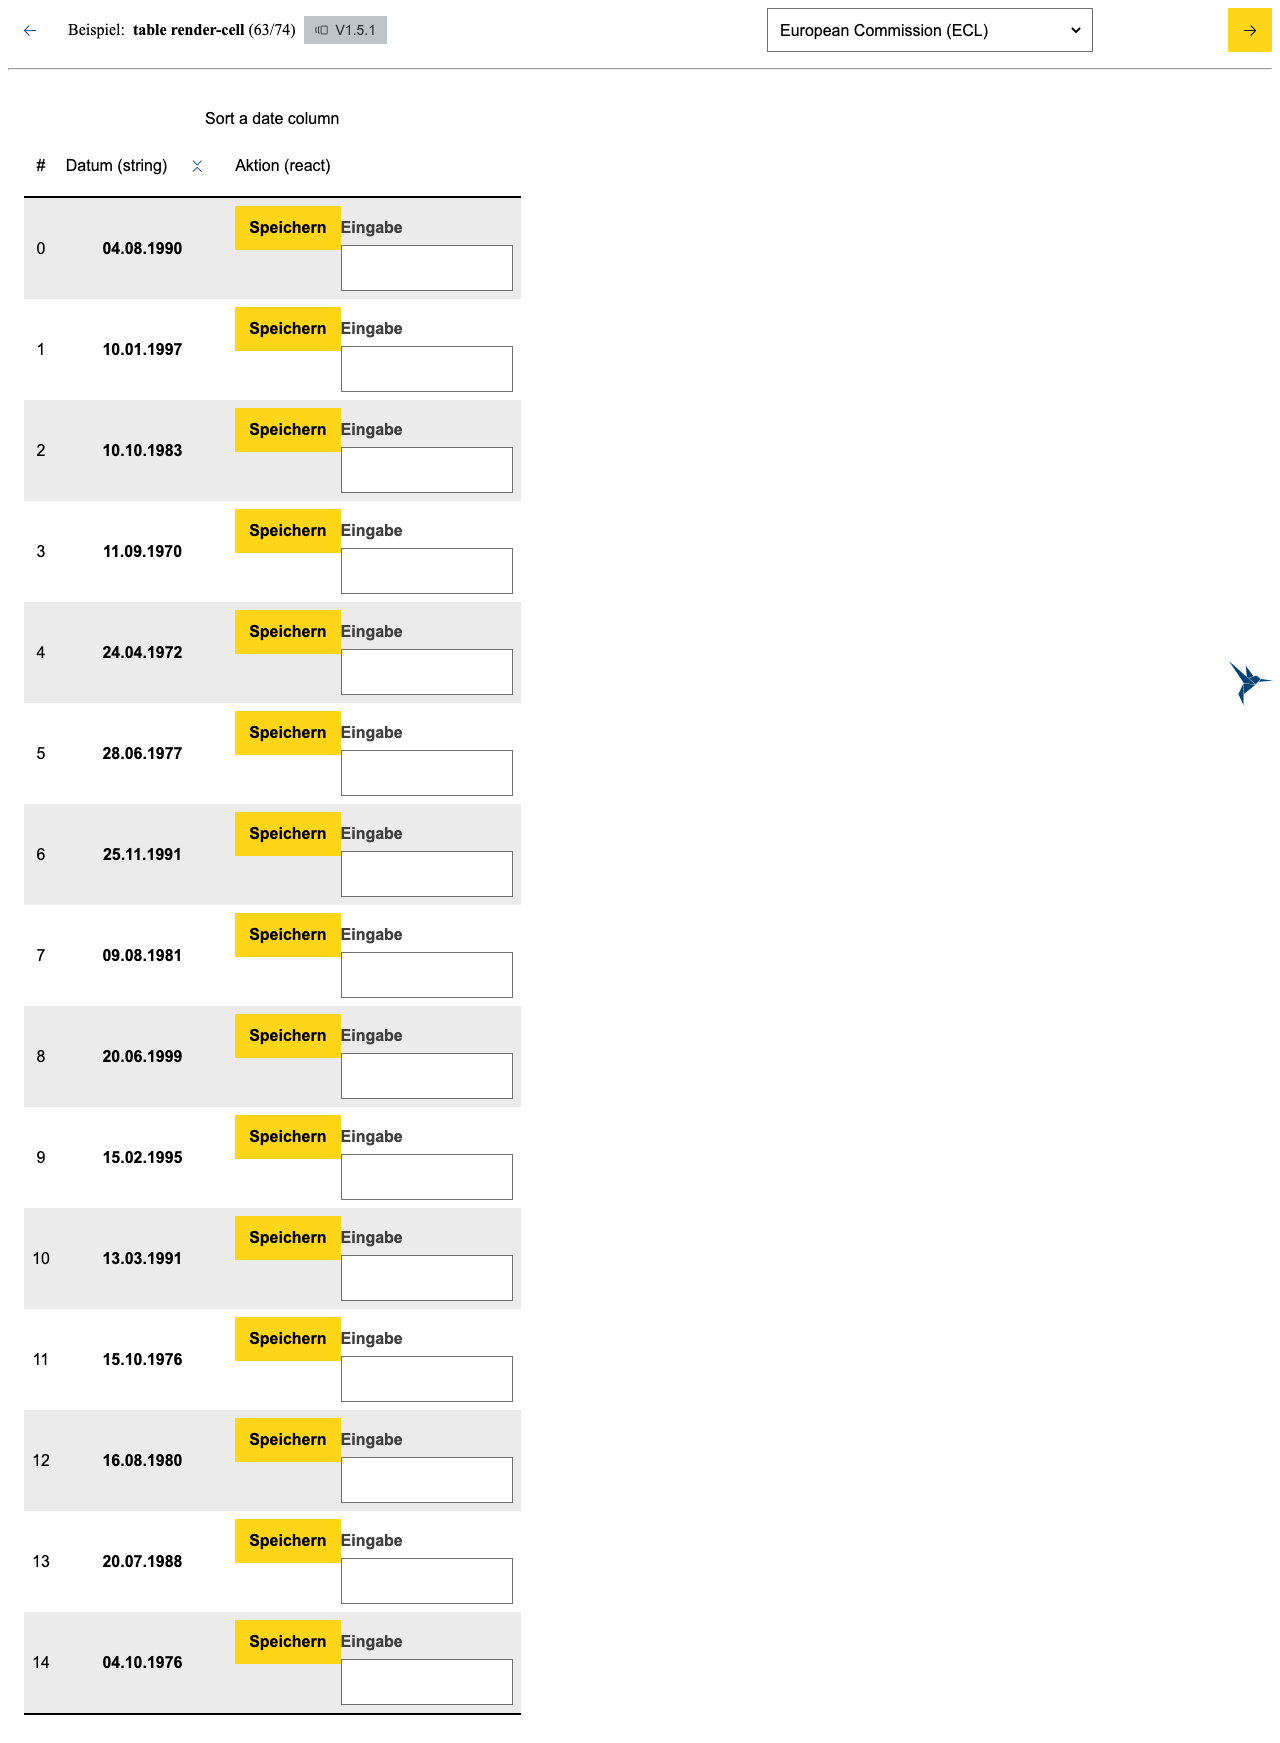 Beispiel: table render-cell (63/74) V1.5.1 European Commission (ECL)
Sort a date column
# Datum (string) Aktion (react)
0 04.08.1990 Speichern Eingabe
1 10.01.1997 Speichern Eingabe
2 10.10.1983 Speichern Eingabe
3 11.09.1970 Speichern Eingabe
4 24.04.1972 Speichern Eingabe
5 28.06.1977 Speichern Eingabe
6 25.11.1991 Speichern Eingabe
7 09.08.1981 Speichern Eingabe
8 20.06.1999 Speichern Eingabe
9 15.02.1995 Speichern Eingabe
10 13.03.1991 Speichern Eingabe
11 15.10.1976 Speichern Eingabe
12 16.08.1980 Speichern Eingabe
13 20.07.1988 Speichern Eingabe
14 04.10.1976 Speichern Eingabe